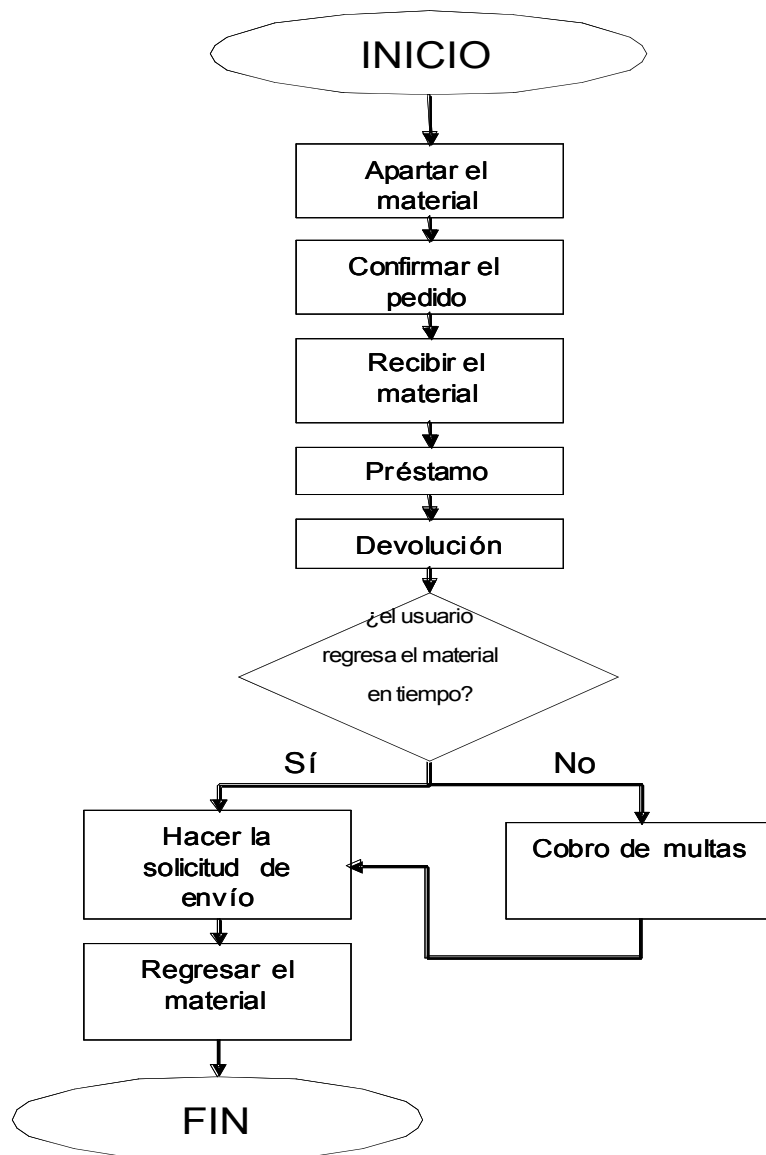 INICIO
Apartar el
material
Confirmar el
pedido
Recibir el
material
Préstamo
Devolución
¿el usuario
regresa el material
en tiempo?
Sí
No
Hacer la
solicitud de
envío
Cobro de multas
Regresar el
material
FIN